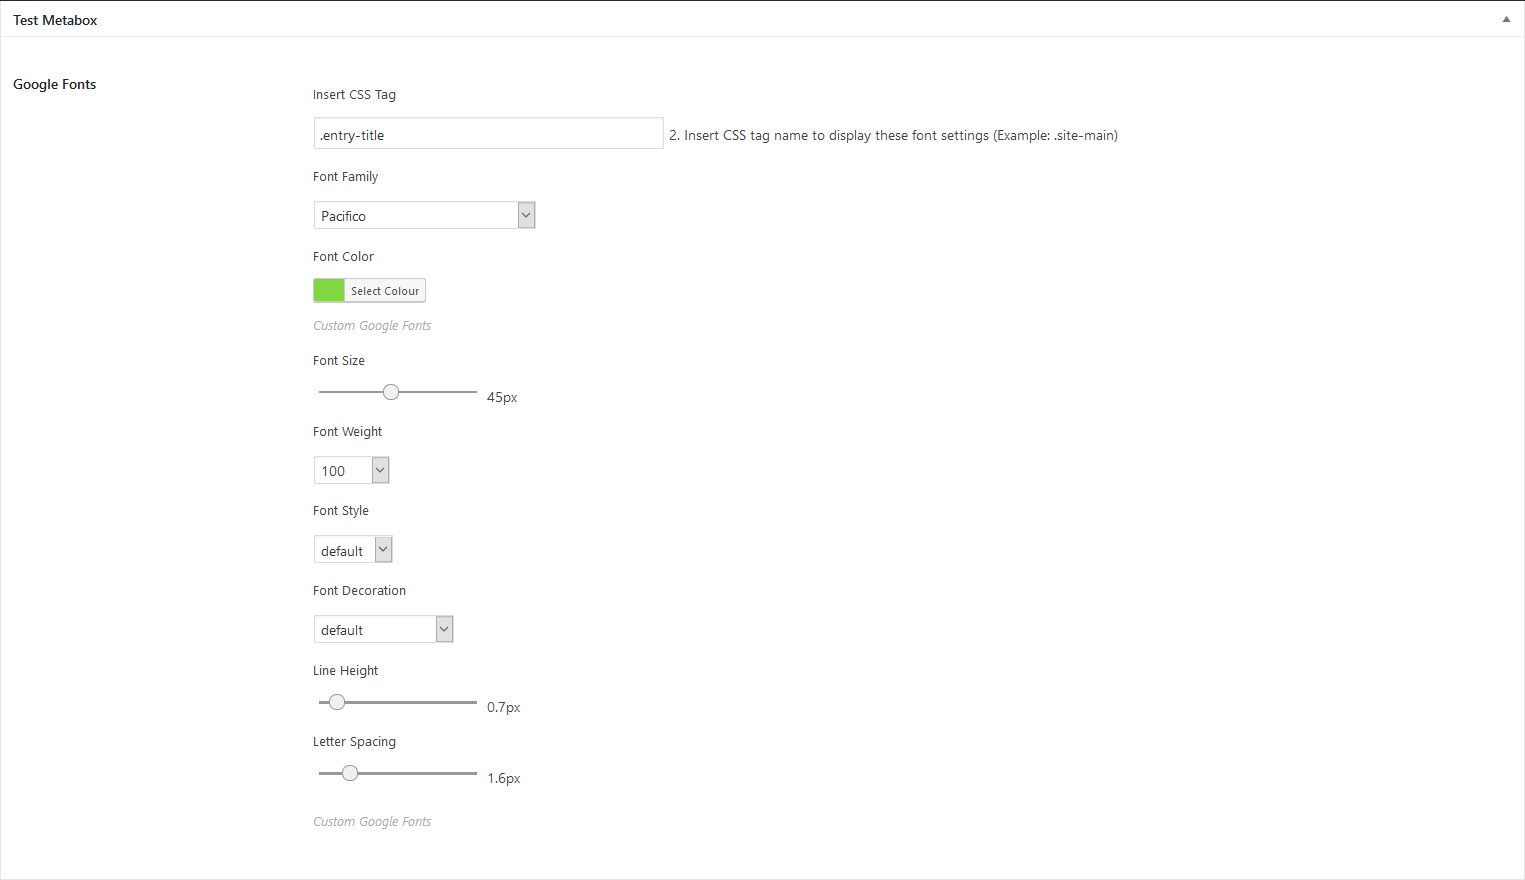 Test Metabox
Google Fonts
Insert CSS Tag
.entry-title
2. Insert CSS tag name to display these font settings (Example: .site-main)
Font Family
Pacifico
Font Color
Select Colour
Custom Google Fonts
Font Size
45px
Font Weight
100
Font Style
default
Font Decoration
default
Line Height
0.7px
Letter Spacing
1.6px
Custom Google Fonts